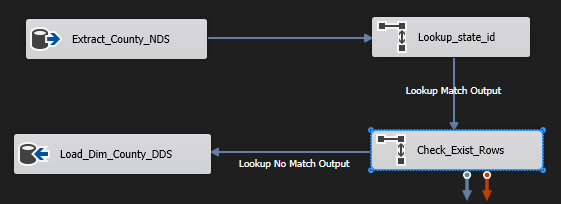 Extract_County_NDS
Lookup_state_id
Lookup Match Output
Load_Dim_County_DDS
Lookup No Match Output
Check_Exist_Rows